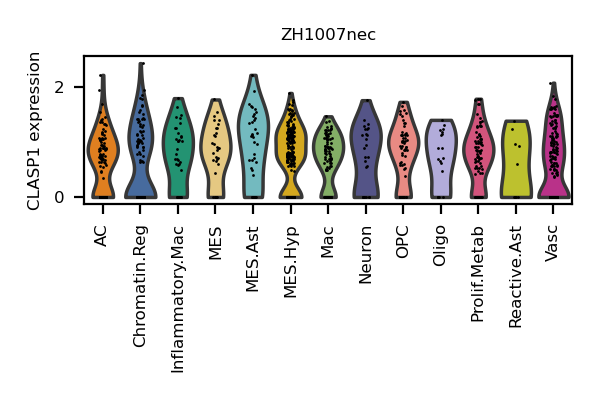 ZH1007nec
CLASP1 expression
2
0
AC
Chromatin.Reg
Inflammatory.Mac
MES
MES.Ast
MES.Hyp
Mac
Neuron
OPC
Oligo
Prolif.Metab
Reactive.Ast
Vasc